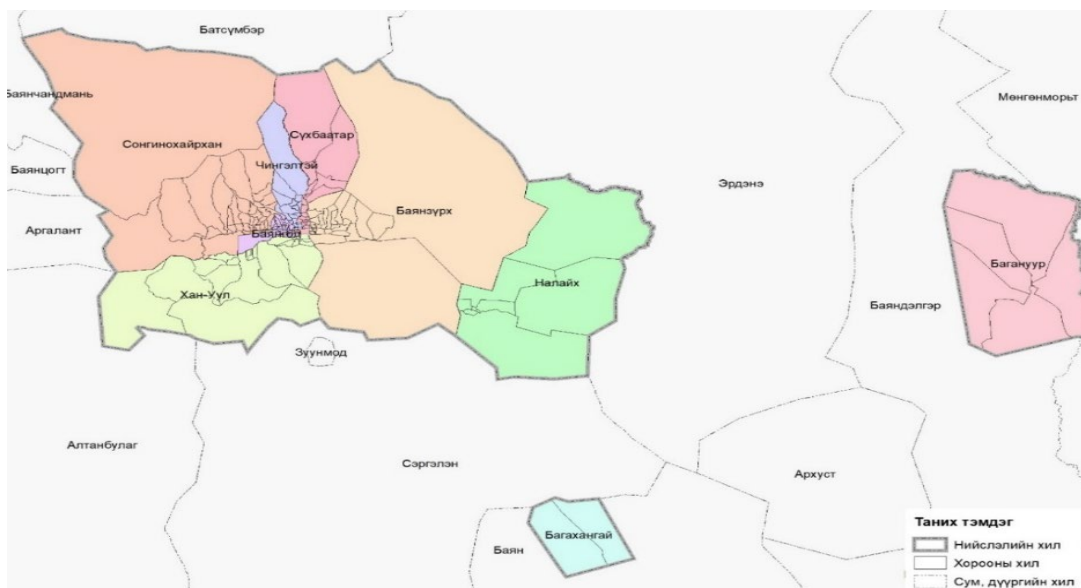 Батсүмбэр
Баянчандмань
Мөнгөнморьт
Сонгинохайрхан
Сүхбаатар
Чингэлтэй
Баянцогт
Эрдэнэ
Баянзүрх
Аргалант
Баянгол
Багануур
Налайх
Хан-Уул
Баяндэлгэр
Зуунмод
Алтанбулаг
Сэргэлэн
Архуст
Багахангай
Баян
Таних тэмдэг
Нийслэлийн хил
Хорооны хил
Сум, дүүргийн хил